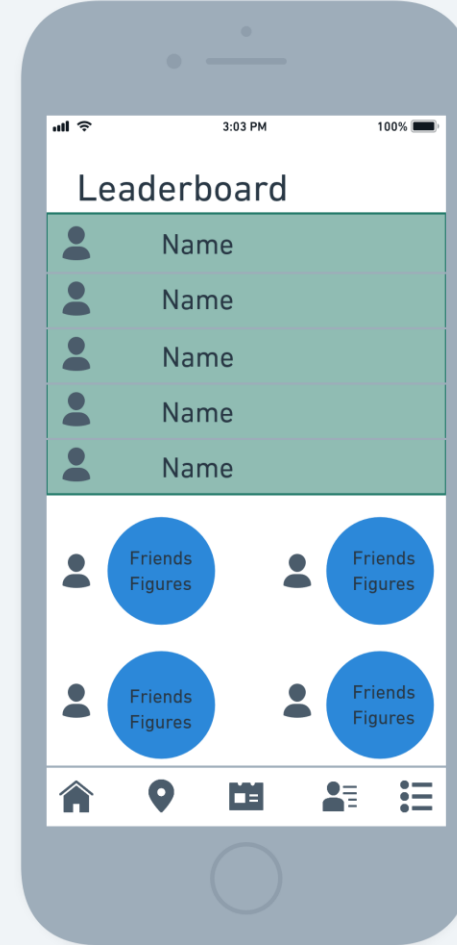 3:03 PM 100%
Leaderboard
Name
Name
Name
Name
Name
Friends Friends
Figures Figures
Friends Friends
Figures Figures